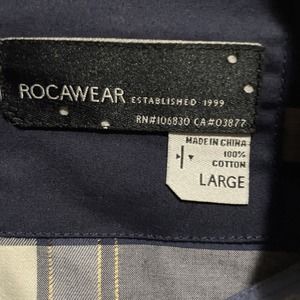 ROCAWEAR ESTABLISHED 1999
RN#106830 CA#03877
MADE IN CHINA
100%
COTTON
LARGE